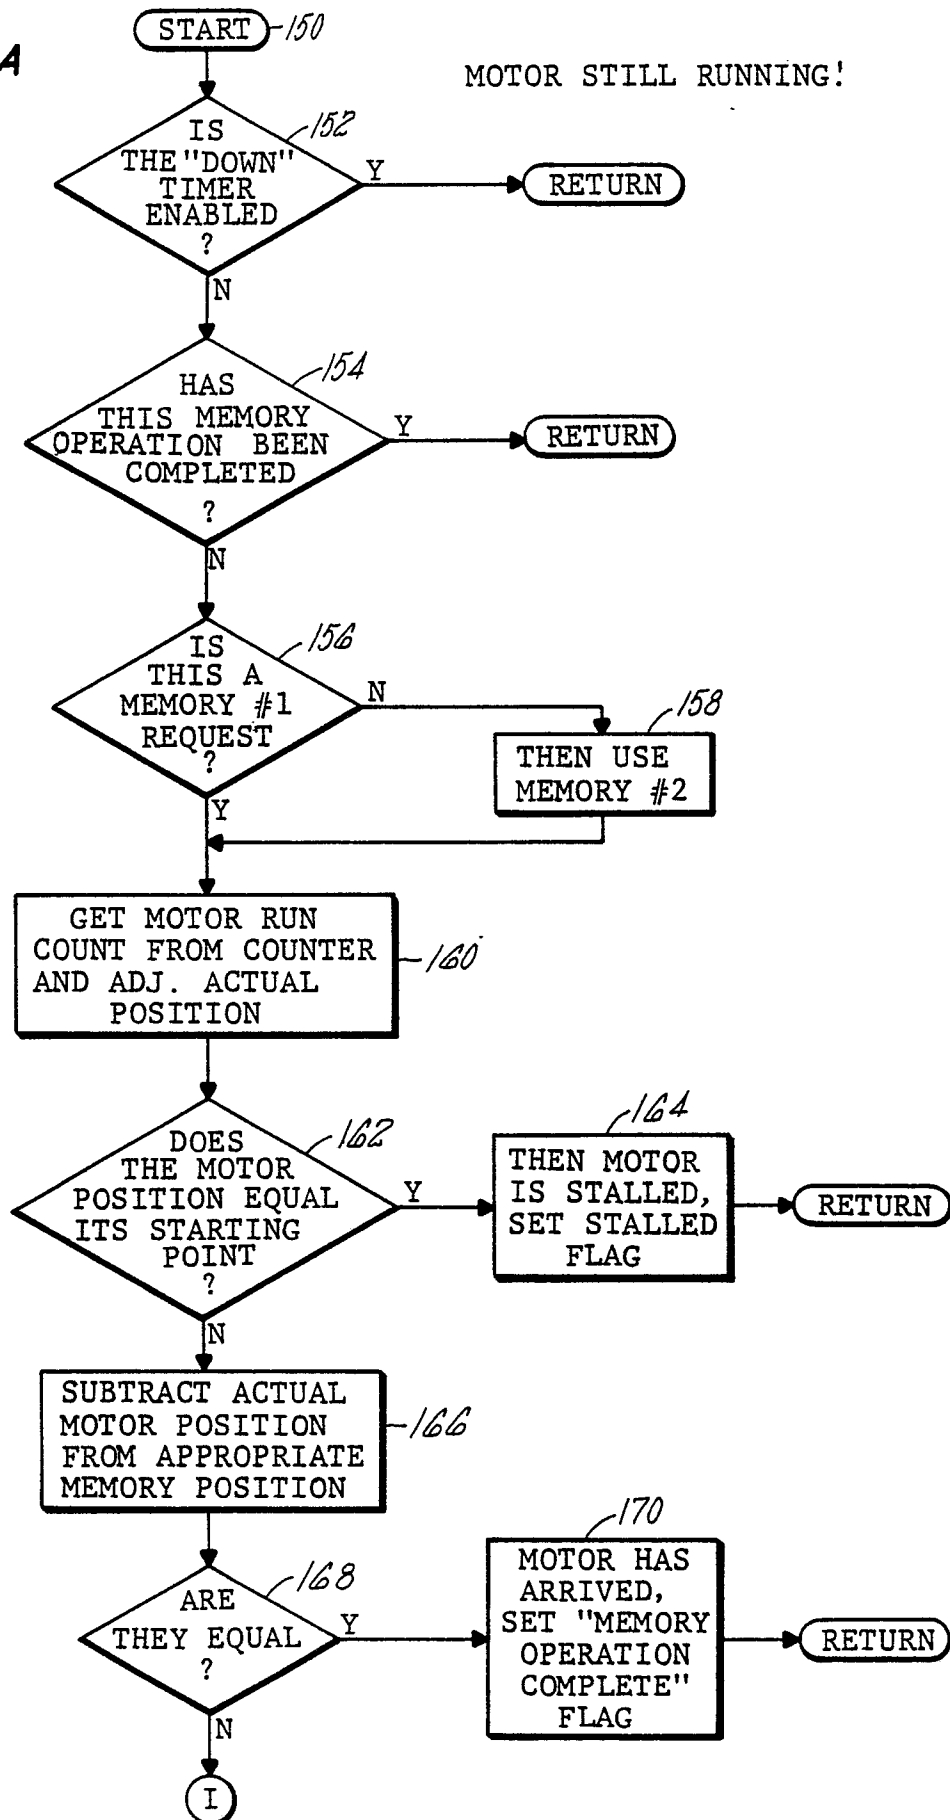 A
START
150
MOTOR STILL RUNNING!
152
IS
THE "DOWN"
TIMER
ENABLED
?
Y
RETURN
N
154
HAS
THIS MEMORY
OPERATION BEEN
COMPLETED
?
Y
RETURN
N
156
IS
THIS A
MEMORY #1
REQUEST
?
N
158
THEN USE
MEMORY #2
Y
GET MOTOR RUN
COUNT FROM COUNTER
AND ADJ. ACTUAL
POSITION
160
162
DOES
THE MOTOR
POSITION EQUAL
ITS STARTING
POINT
?
Y
164
THEN MOTOR
IS STALLED,
SET STALLED
FLAG
RETURN
N
SUBTRACT ACTUAL
MOTOR POSITION
FROM APPROPRIATE
MEMORY POSITION
166
168
ARE
THEY EQUAL
?
Y
170
MOTOR HAS
ARRIVED,
SET "MEMORY
OPERATION
COMPLETE"
FLAG
RETURN
N
I